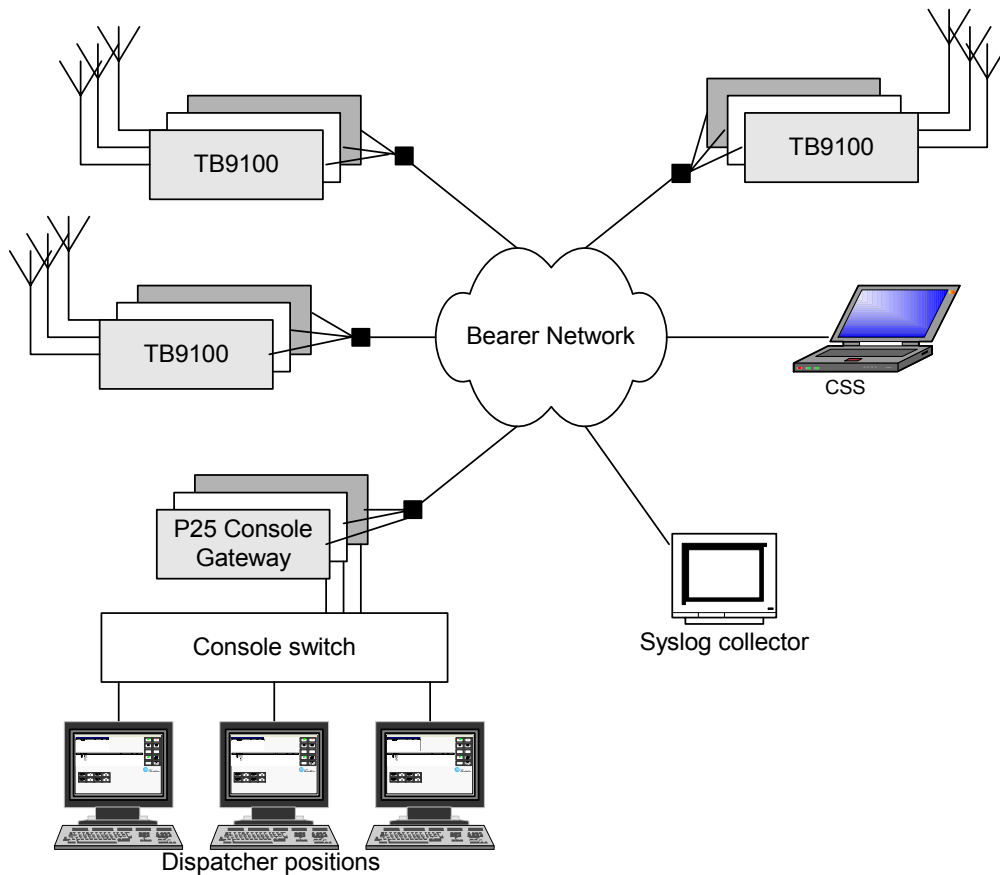 TB9100
TB9100
TB9100
Bearer Network
CSS
P25 Console
Gateway
Console switch
Syslog collector
Dispatcher positions